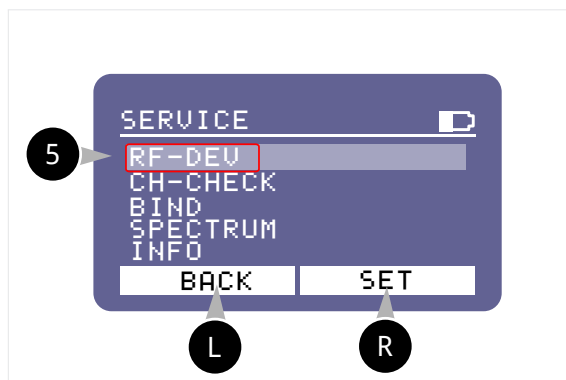 SERVICE
5
RF-DEV
CH-CHECK
BIND
SPECTRUM
INFO
BACK SET
L R